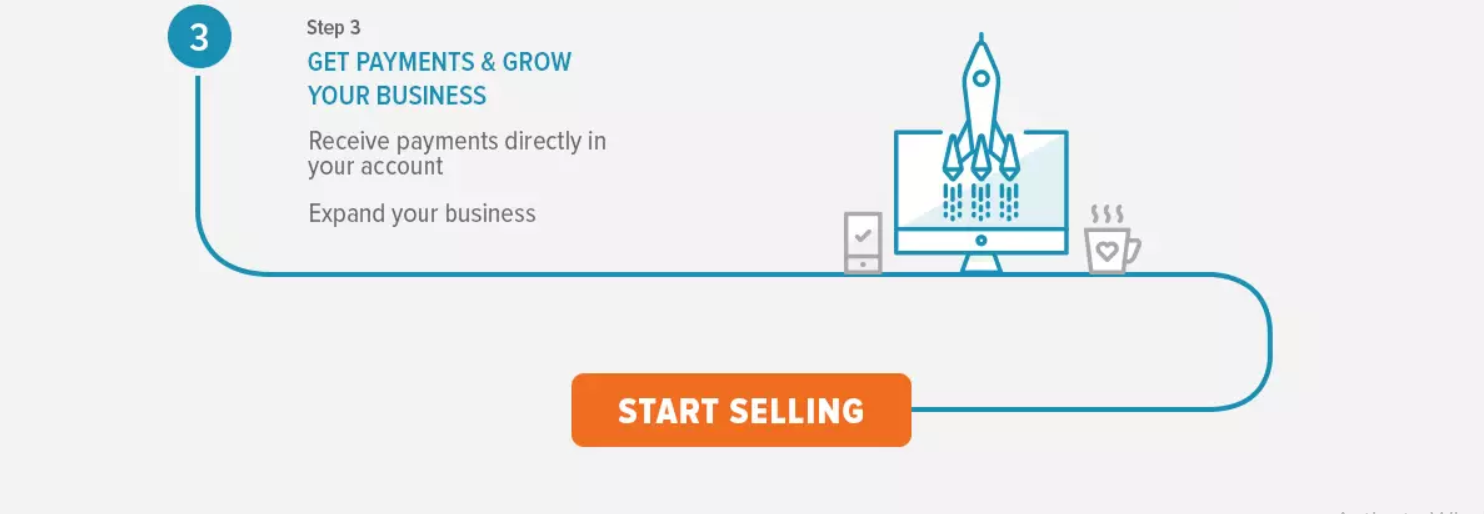 3
Step 3
GET PAYMENTS & GROW
YOUR BUSINESS
Receive payments directly in
your account
Expand your business
START SELLING